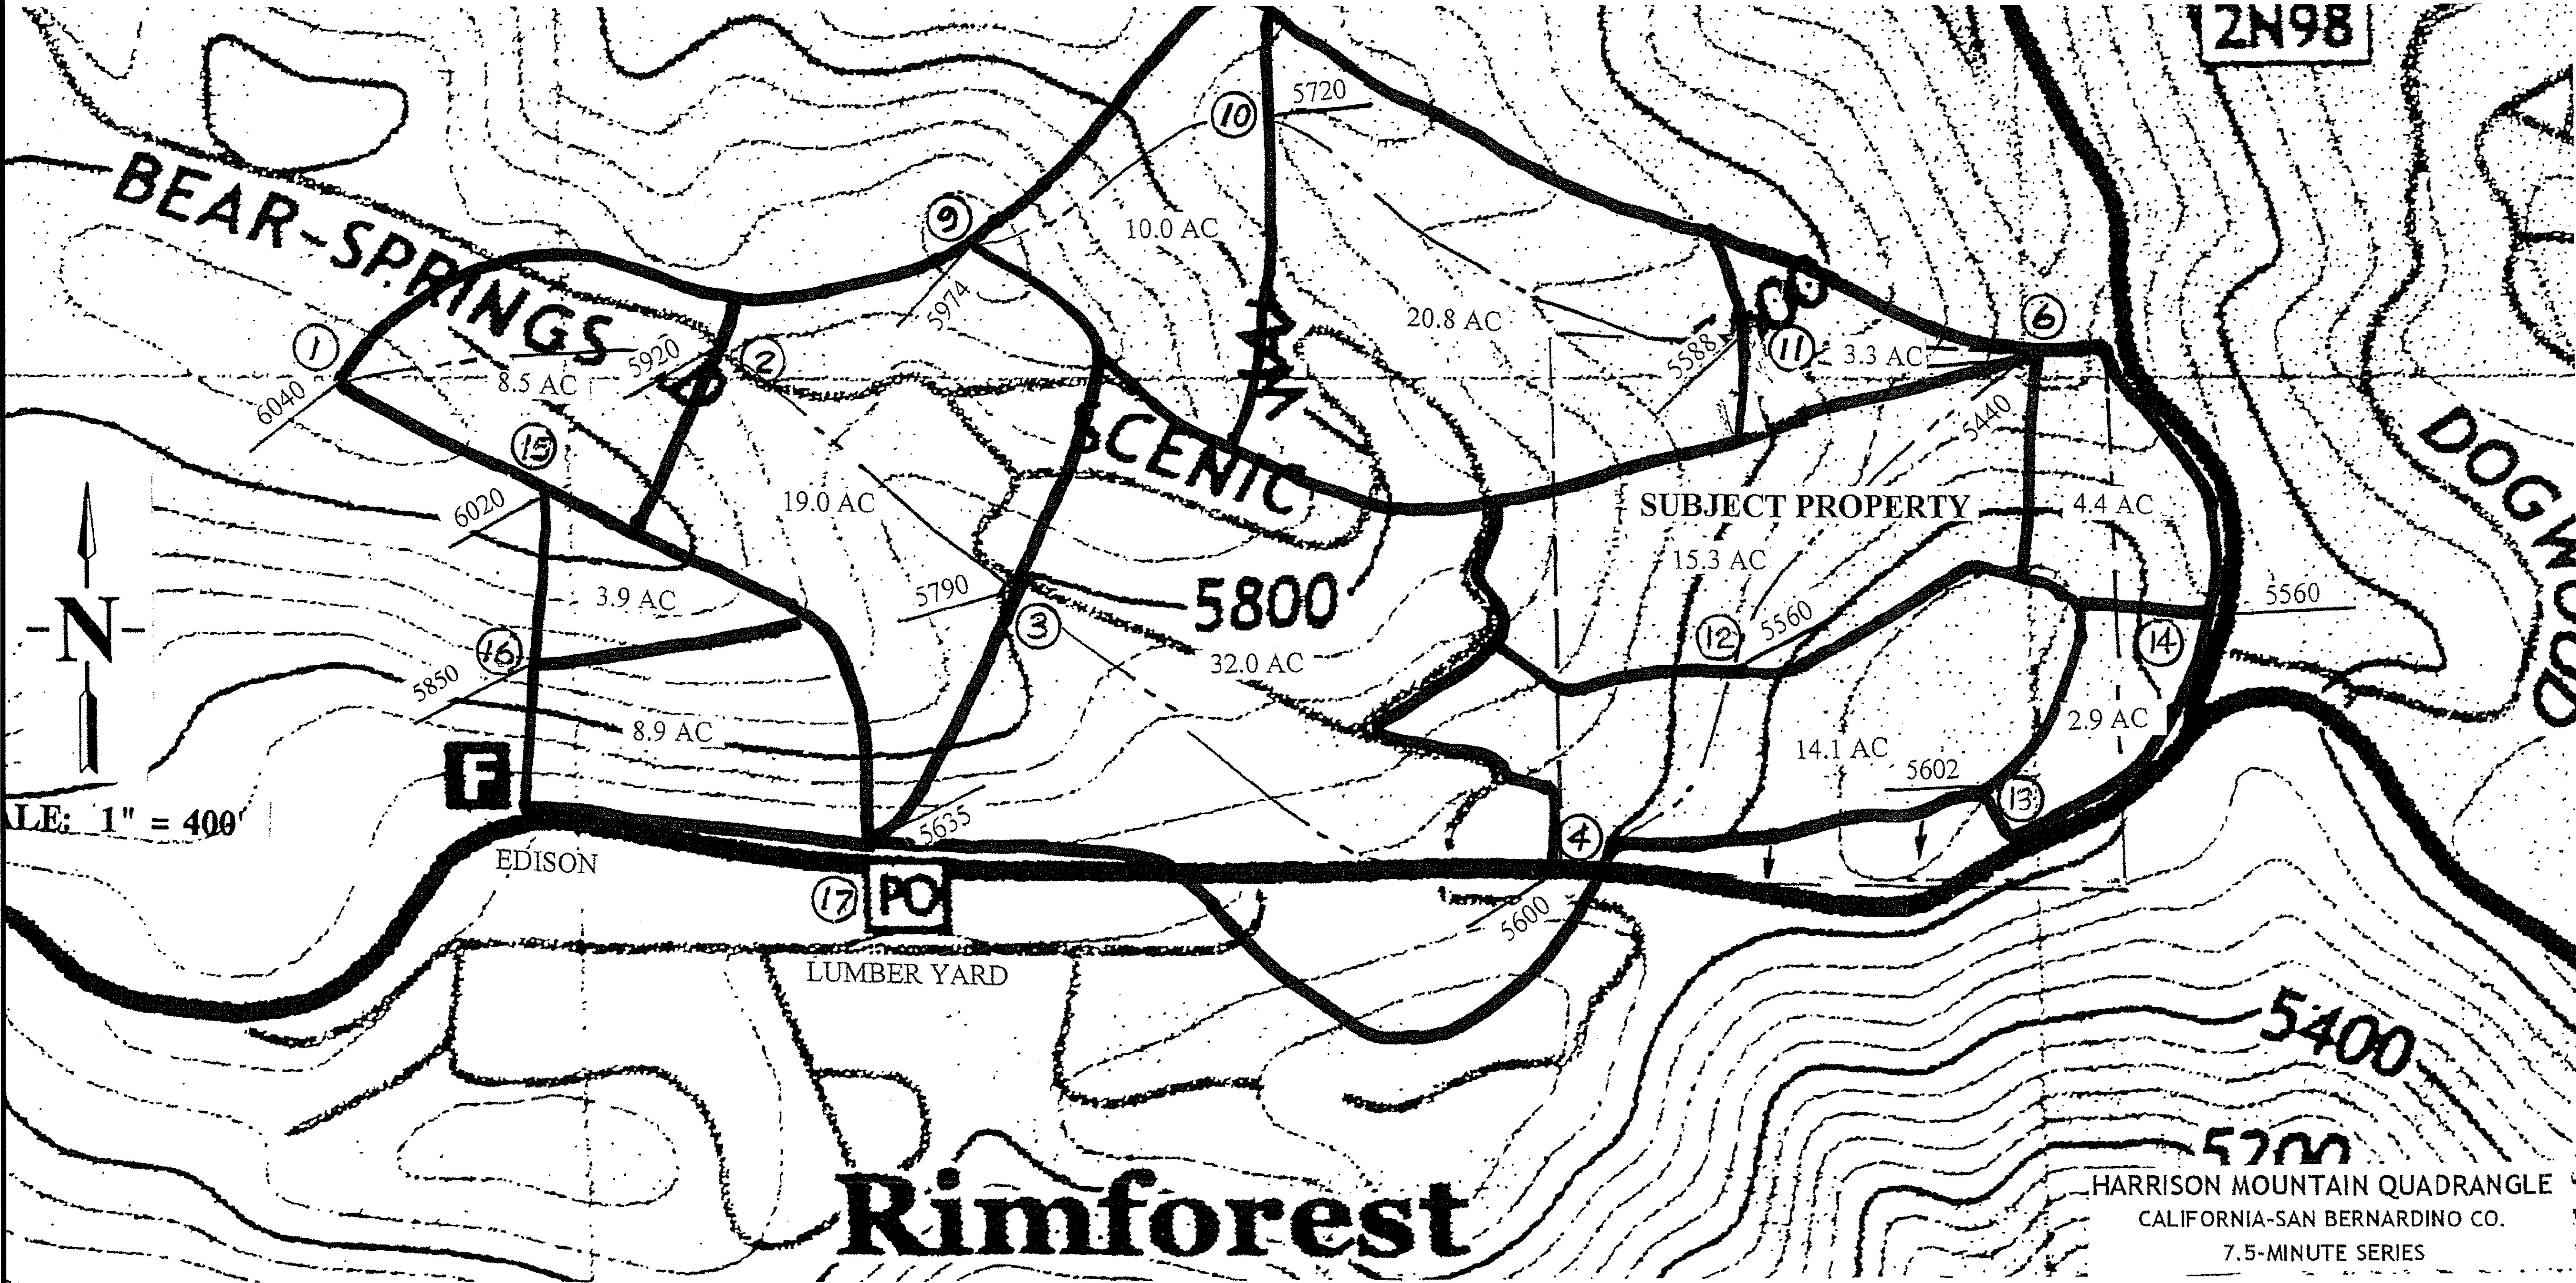 2N98
5720
10
10.0 AC
BEAR-SPRINGS RD
9
5974
20.8 AC
6
1
6040
5920
2
8.5 AC
5588
11
3.3 AC
5440
15
6020
19.0 AC
SCENIC
SUBJECT PROPERTY
4.4 AC
DOGWOOD
15.3 AC
N
3.9 AC
5790
5800
3
12
5560
5560
14
16
5850
32.0 AC
8.9 AC
14.1 AC
2.9 AC
F
5602
13
ALE: 1" = 400'
5635
4
EDISON
17
PO
5600
LUMBER YARD
5400
5200
Rimforest
HARRISON MOUNTAIN QUADRANGLE
CALIFORNIA-SAN BERNARDINO CO.
7.5-MINUTE SERIES